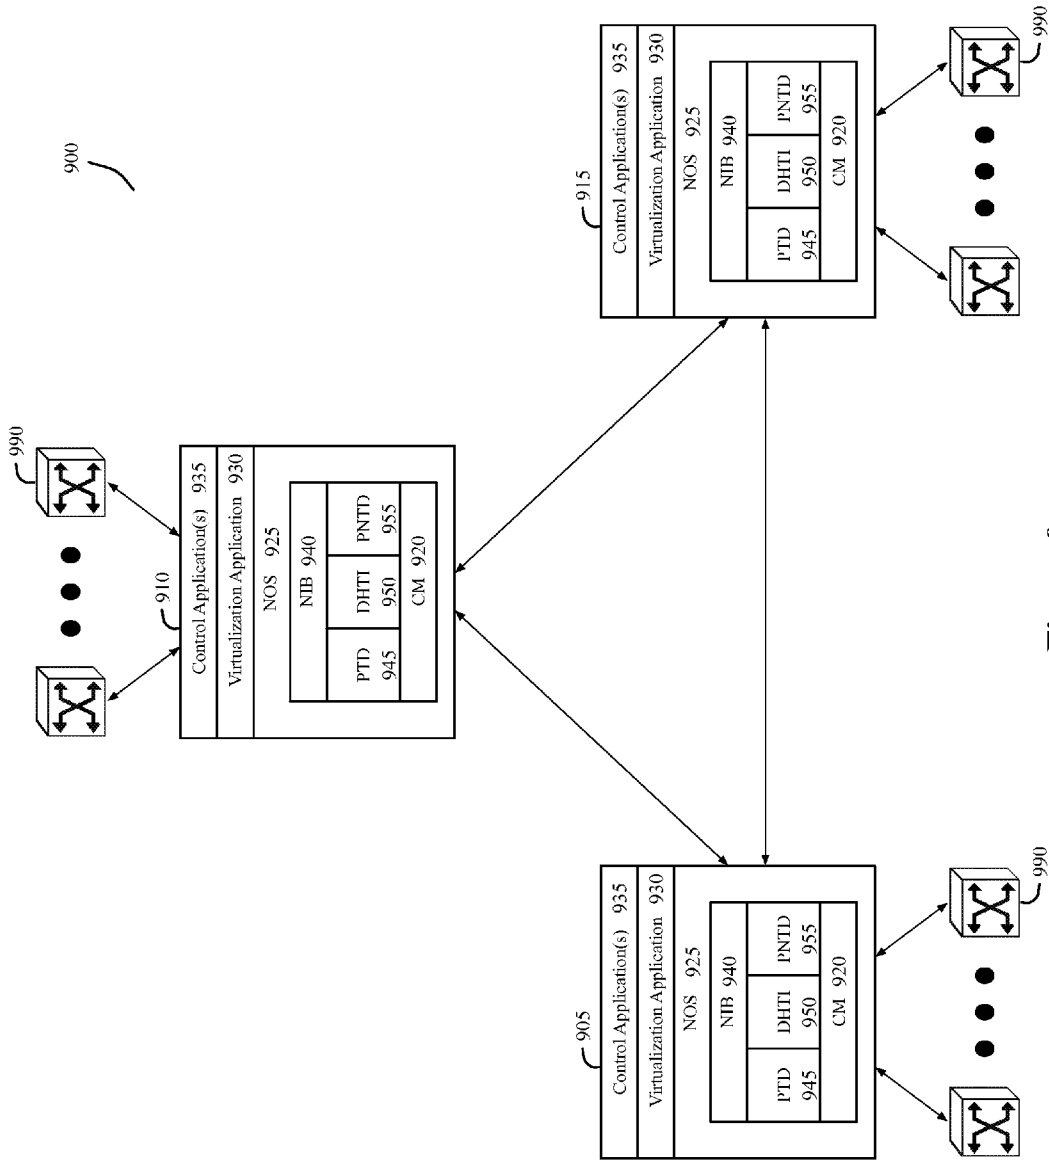 990
900
910
Control Application(s) 935
Virtualization Application 930
NOS 925
NIB 940
PTD 945
DHTI 950
PNTD 955
CM 920
905
Control Application(s) 935
Virtualization Application 930
NOS 925
NIB 940
PTD 945
DHTI 950
PNTD 955
CM 920
990
915
Control Application(s) 935
Virtualization Application 930
NOS 925
NIB 940
PTD 945
DHTI 950
PNTD 955
CM 920
990